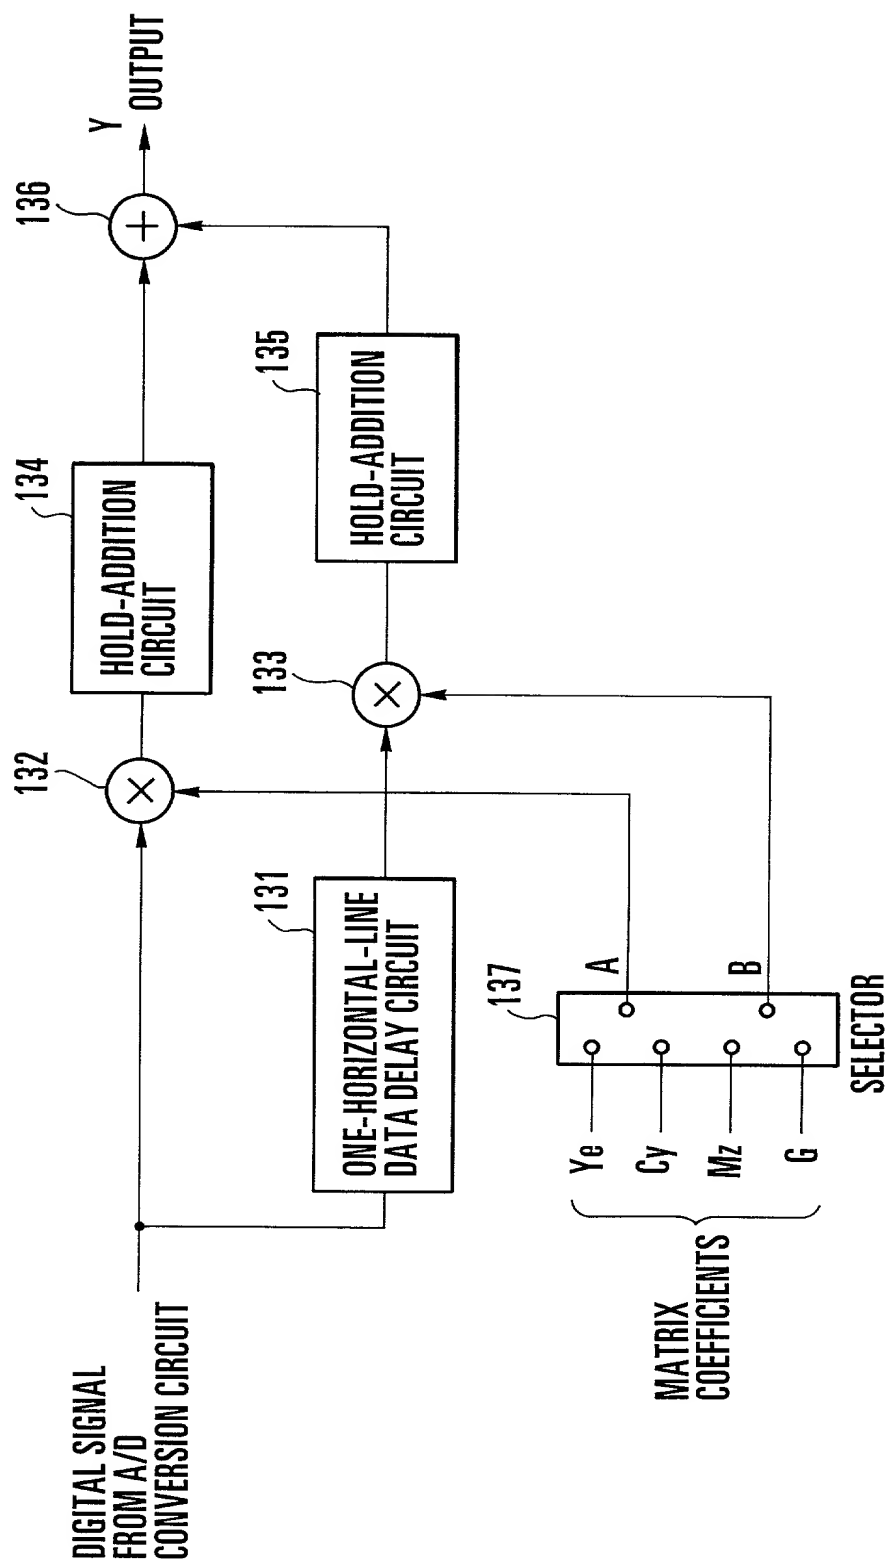 DIGITAL SIGNAL
FROM A/D
CONVERSION CIRCUIT
132
134
HOLD-ADDITION
CIRCUIT
136
Y
OUTPUT
131
ONE-HORIZONTAL-LINE
DATA DELAY CIRCUIT
133
135
HOLD-ADDITION
CIRCUIT
MATRIX
COEFFICIENTS
Ye
Cy
Mz
G
137
A
B
SELECTOR